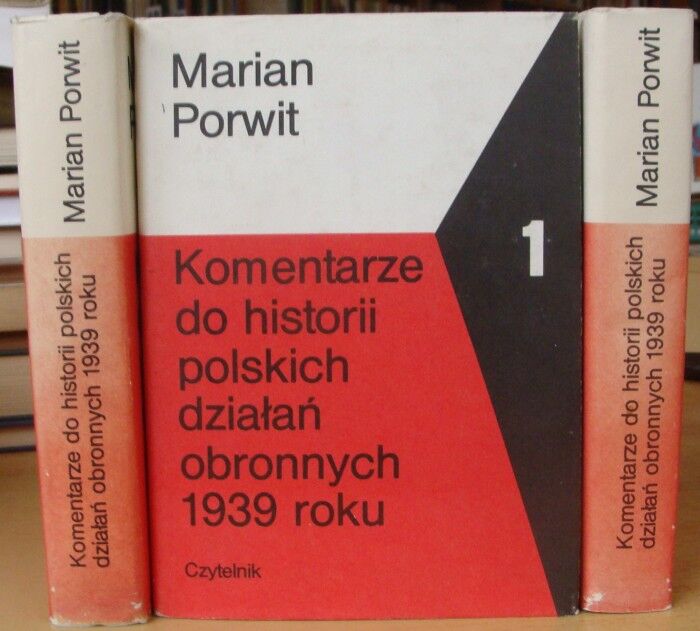 Marian Porwit
Komentarze do historii polskich
działań obronnych 1939 roku
Marian
Porwit
1
Komentarze
do historii
polskich
działań
obronnych
1939 roku
Czytelnik
Marian Porwit
Komentarze do historii polskich
działań obronnych 1939 roku